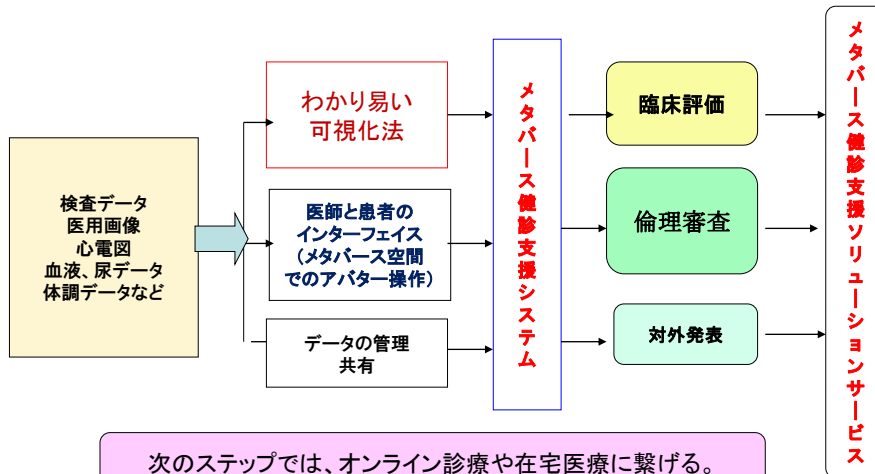 検査データ
医用画像
心電図
血液、尿データ
体調データなど
わかり易い
可視化法
医師と患者の
インターフェイス
（メタバース空間
でのアバター操作）
データの管理
共有
メタバース健診支援システム
臨床評価
倫理審査
対外発表
メタバース健診支援ソリューションサービス
次のステップでは、オンライン診療や在宅医療に繋げる。